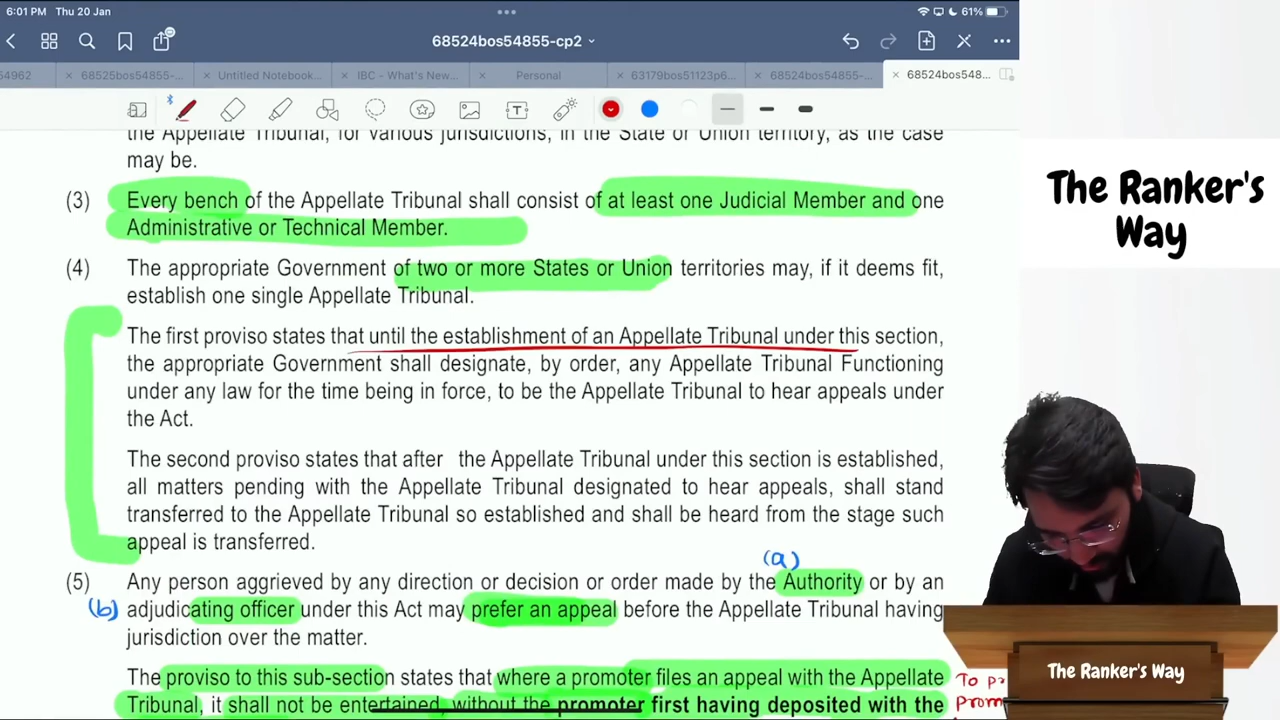 6:01 PM Thu 20 Jan
61%
68524bos54855-cp2
54962
68525bos54855-...
Untitled Notebook...
IBC - What's New...
Personal
63179bos51123p6...
68524bos54855-...
68524bos548...
the Appellate Tribunal, for various jurisdictions, in the State or Union territory, as the case
may be.
(3) Every bench of the Appellate Tribunal shall consist of at least one Judicial Member and one
Administrative or Technical Member.
(4) The appropriate Government of two or more States or Union territories may, if it deems fit,
establish one single Appellate Tribunal.
The first proviso states that until the establishment of an Appellate Tribunal under this section,
the appropriate Government shall designate, by order, any Appellate Tribunal Functioning
under any law for the time being in force, to be the Appellate Tribunal to hear appeals under
the Act.
The second proviso states that after the Appellate Tribunal under this section is established,
all matters pending with the Appellate Tribunal designated to hear appeals, shall stand
transferred to the Appellate Tribunal so established and shall be heard from the stage such
appeal is transferred.
(a)
(5) Any person aggrieved by any direction or decision or order made by the Authority or by an
(b) adjudicating officer under this Act may prefer an appeal before the Appellate Tribunal having
jurisdiction over the matter.
The proviso to this sub-section states that where a promoter files an appeal with the Appellate
Tribunal, it shall not be entertained, without the promoter first having deposited with the
To
The Ranker's
Way
The Ranker's Way